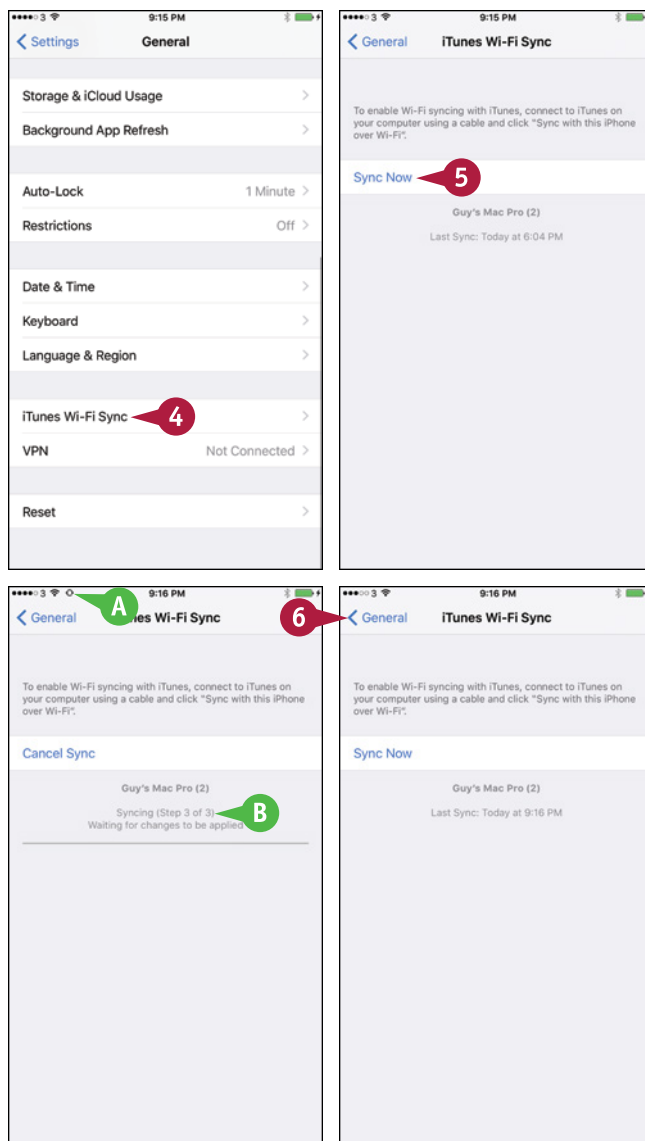 3 9:15 PM
Settings General
Storage & iCloud Usage
Background App Refresh
Auto-Lock 1 Minute
Restrictions Off
Date & Time
Keyboard
Language & Region
iTunes Wi-Fi Sync 4
VPN Not Connected
Reset
3 9:15 PM
General iTunes Wi-Fi Sync
To enable Wi-Fi syncing with iTunes, connect to iTunes on
your computer using a cable and click "Sync with this iPhone
over Wi-Fi".
Sync Now 5
Guy's Mac Pro (2)
Last Sync: Today at 6:04 PM
3 A 9:16 PM
General nes Wi-Fi Sync
To enable Wi-Fi syncing with iTunes, connect to iTunes on
your computer using a cable and click "Sync with this iPhone
over Wi-Fi".
Cancel Sync
Guy's Mac Pro (2)
Syncing (Step 3 of 3) B
Waiting for changes to be applied
3 9:16 PM
6 General iTunes Wi-Fi Sync
To enable Wi-Fi syncing with iTunes, connect to iTunes on
your computer using a cable and click "Sync with this iPhone
over Wi-Fi".
Sync Now
Guy's Mac Pro (2)
Last Sync: Today at 9:16 PM